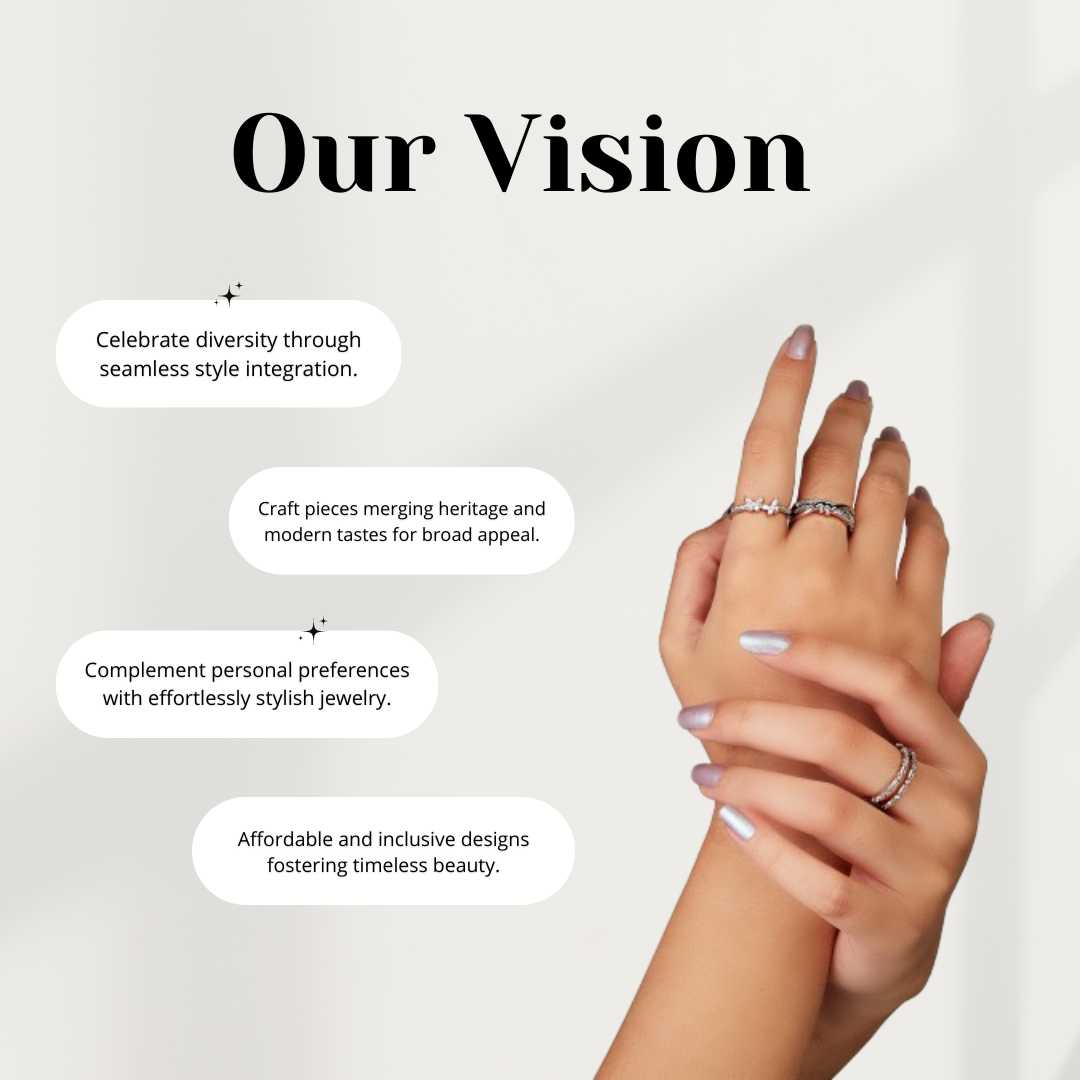 Our Vision
Celebrate diversity through
seamless style integration.
Craft pieces merging heritage and
modern tastes for broad appeal.
Complement personal preferences
with effortlessly stylish jewelry.
Affordable and inclusive designs
fostering timeless beauty.